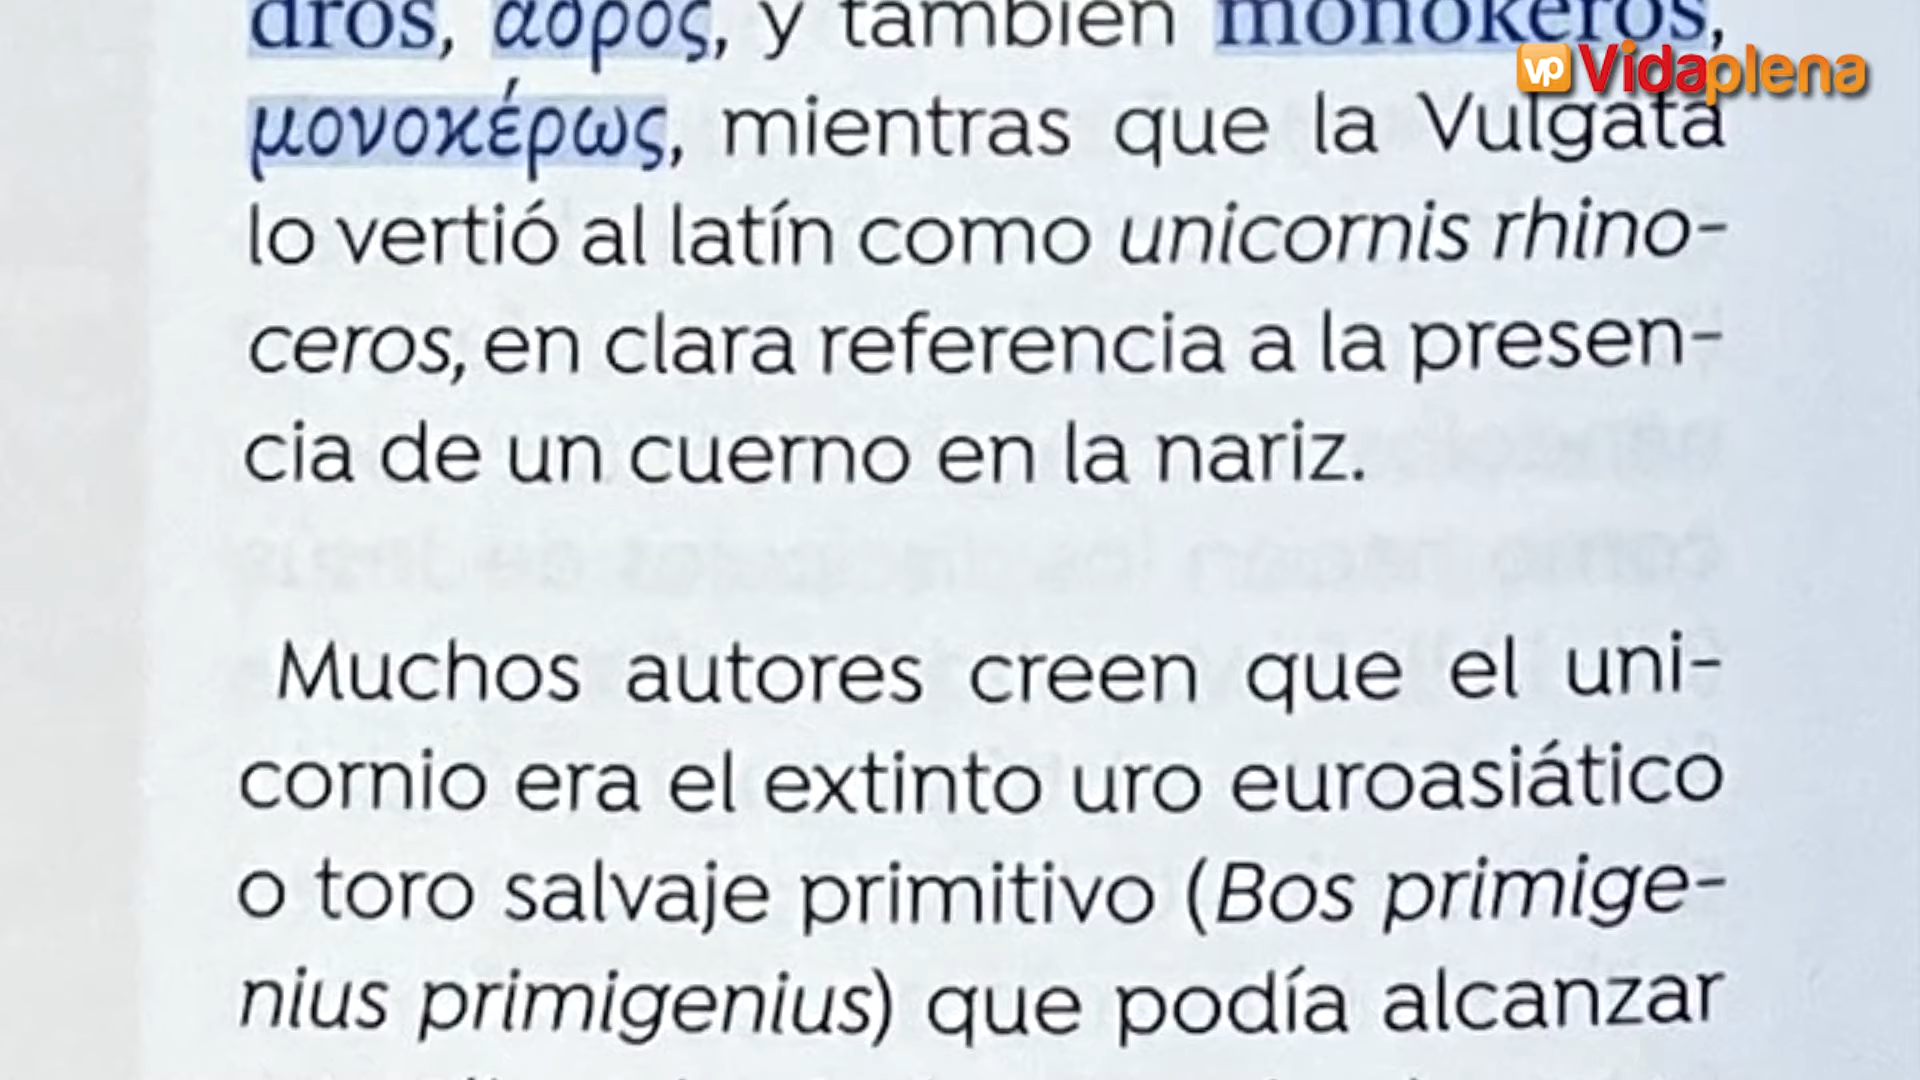 dros, αδρος, y también monokeros,
vp Vidaplena
μονοκέρως, mientras que la Vulgata
lo vertió al latín como unicornis rhino-
ceros, en clara referencia a la presen-
cia de un cuerno en la nariz.
Muchos autores creen que el uni-
cornio era el extinto uro euroasiático
o toro salvaje primitivo (Bos primige-
nius primigenius) que podía alcanzar